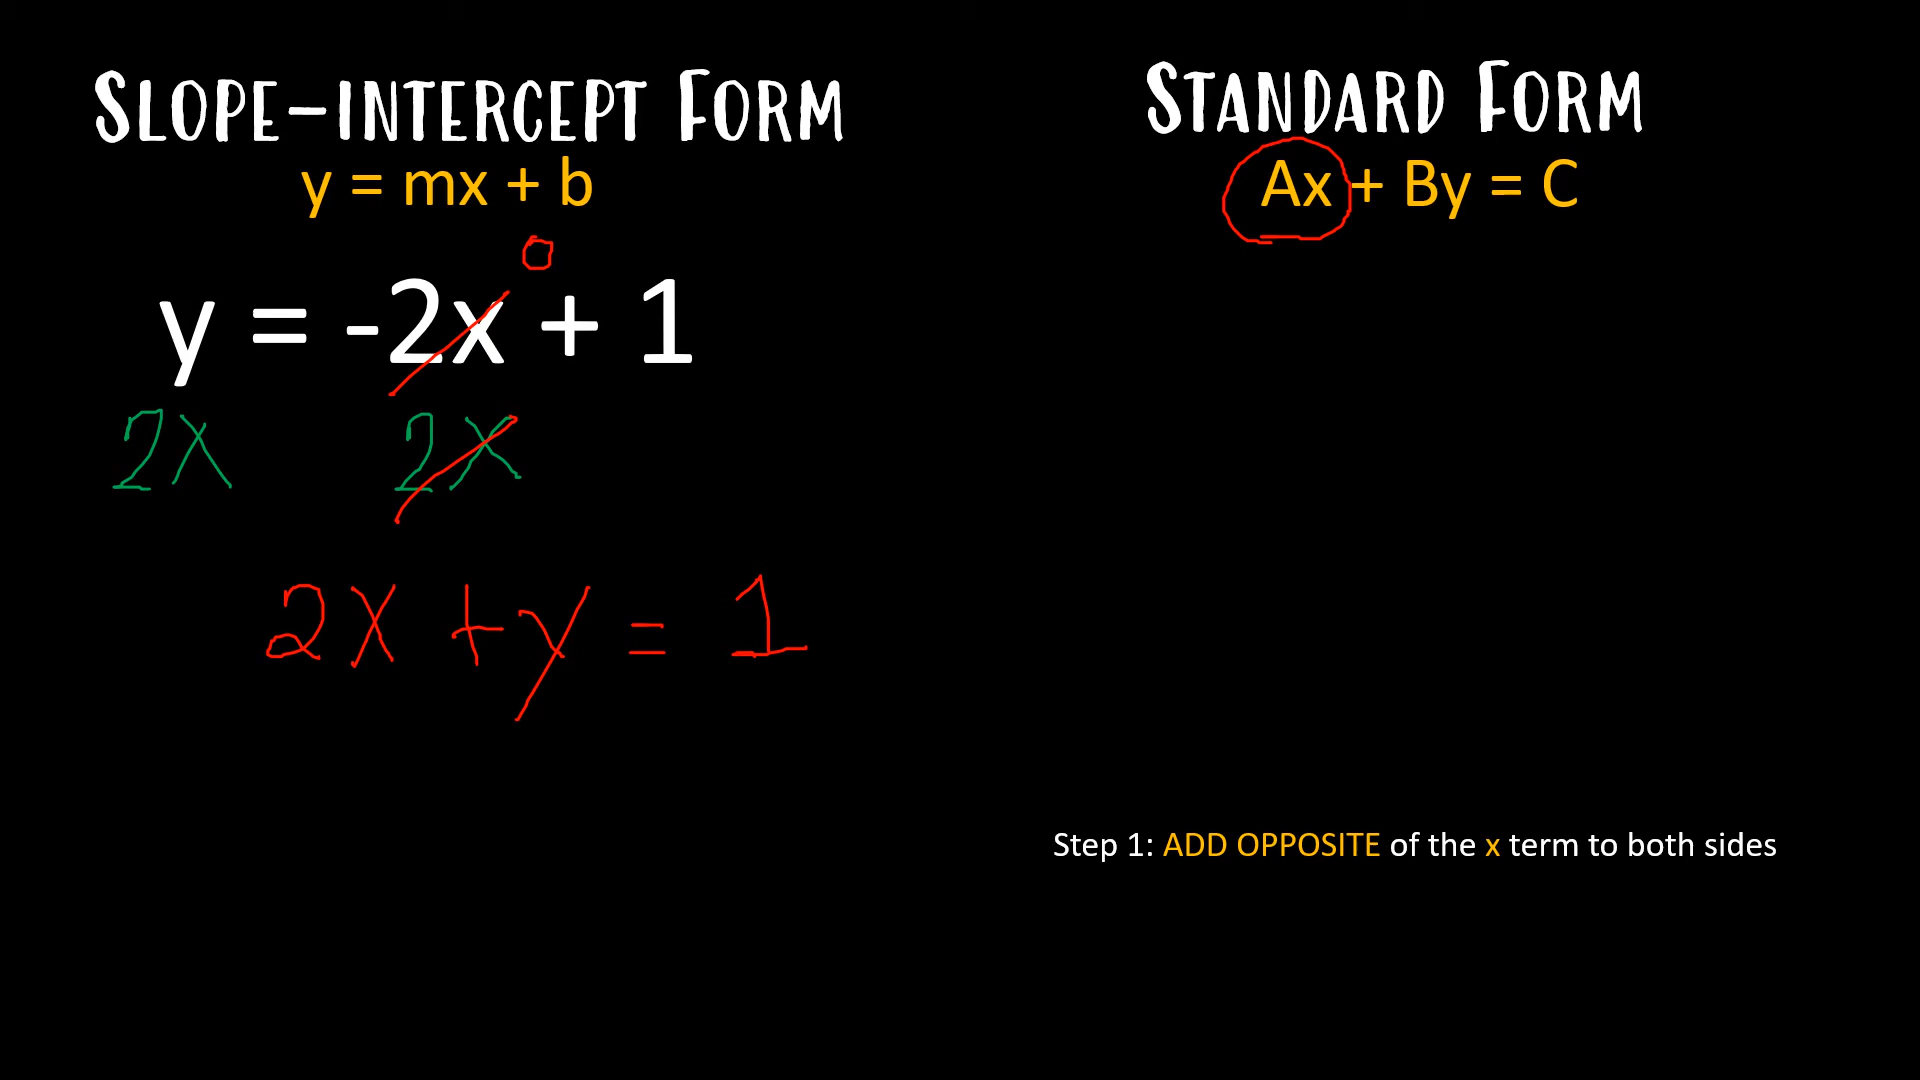 SLOPE-INTERCEPT FORM
y = mx + b
0
y = -2x + 1
2x 2x
2x + y = 1
STANDARD FORM
Ax + By = C
Step 1: ADD OPPOSITE of the x term to both sides